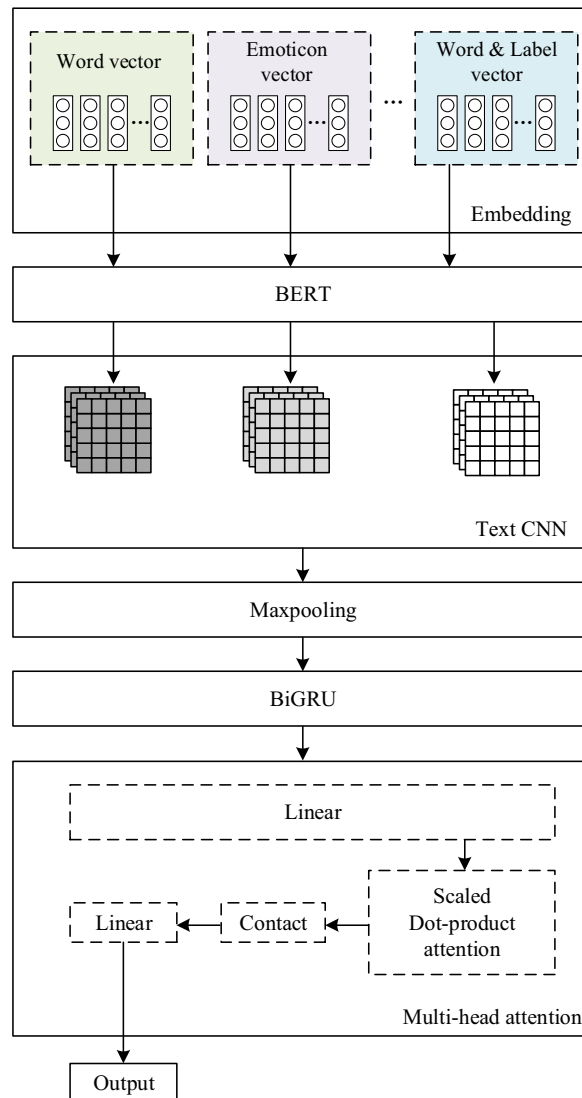 Word vector
Emoticon
vector
Word & Label
vector
...
...
...
...
Embedding
BERT
Text CNN
Maxpooling
BiGRU
Linear
Scaled
Dot-product
attention
Linear
Contact
Multi-head attention
Output